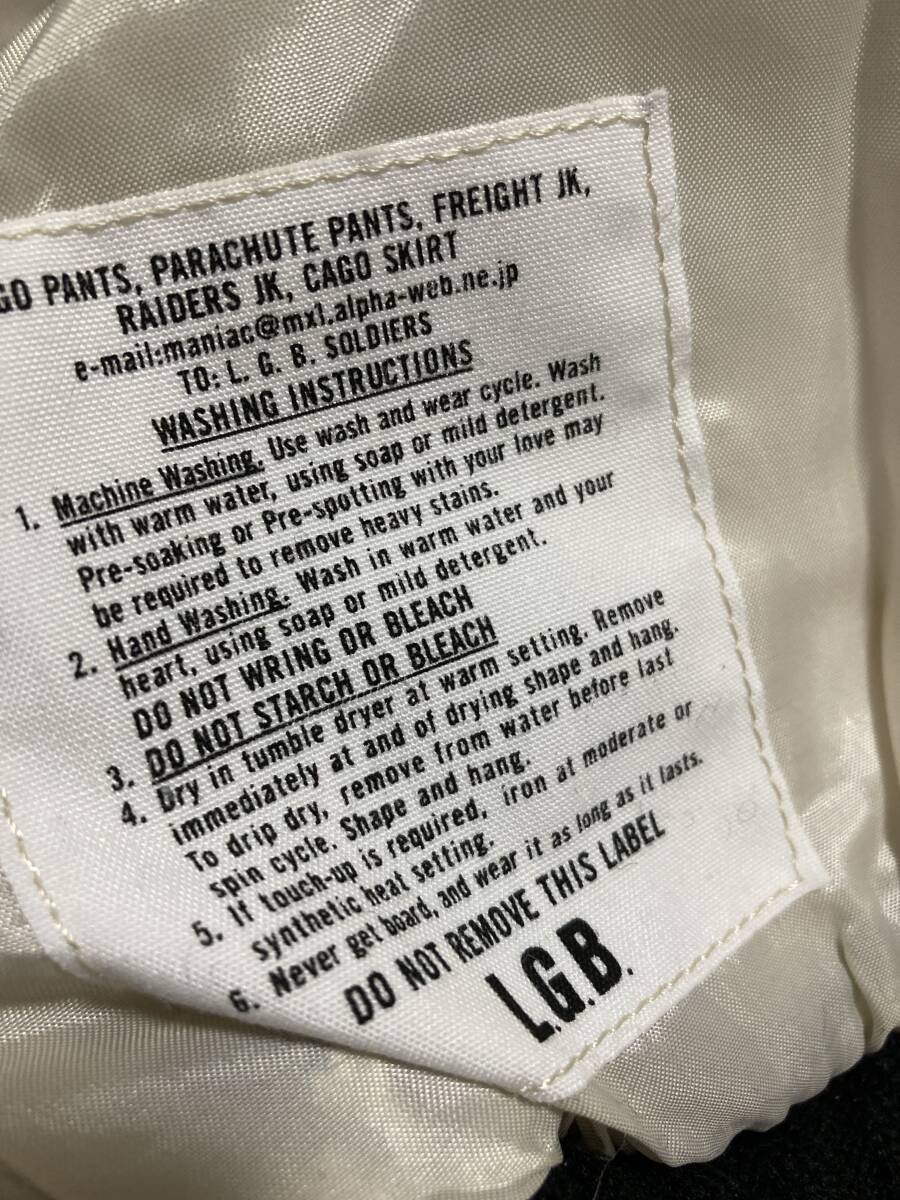 GO PANTS, PARACHUTE PANTS, FREIGHT JK,
RAIDERS JK, CAGO SKIRT
e-mail:maniac@mx1.alpha-web.ne.jp
TO: L. G. B. SOLDIERS
WASHING INSTRUCTIONS
1. Machine Washing. Use wash and wear cycle. Wash
with warm water, using soap or mild detergent.
Pre-soaking or Pre-spotting with your love may
be required to remove heavy stains.
2. Hand Washing. Wash in warm water and your
heart, using soap or mild detergent.
DO NOT WRING OR BLEACH
3. DO NOT STARCH OR BLEACH
4. Dry in tumble dryer at warm setting. Remove
immediately at and of drying shape and hang.
To drip dry, remove from water before last
spin cycle. Shape and hang.
5. If touch-up is required, iron at moderate or
synthetic heat setting.
6. Never get board, and wear it as long as it lasts.
DO NOT REMOVE THIS LABEL
L.G.B.